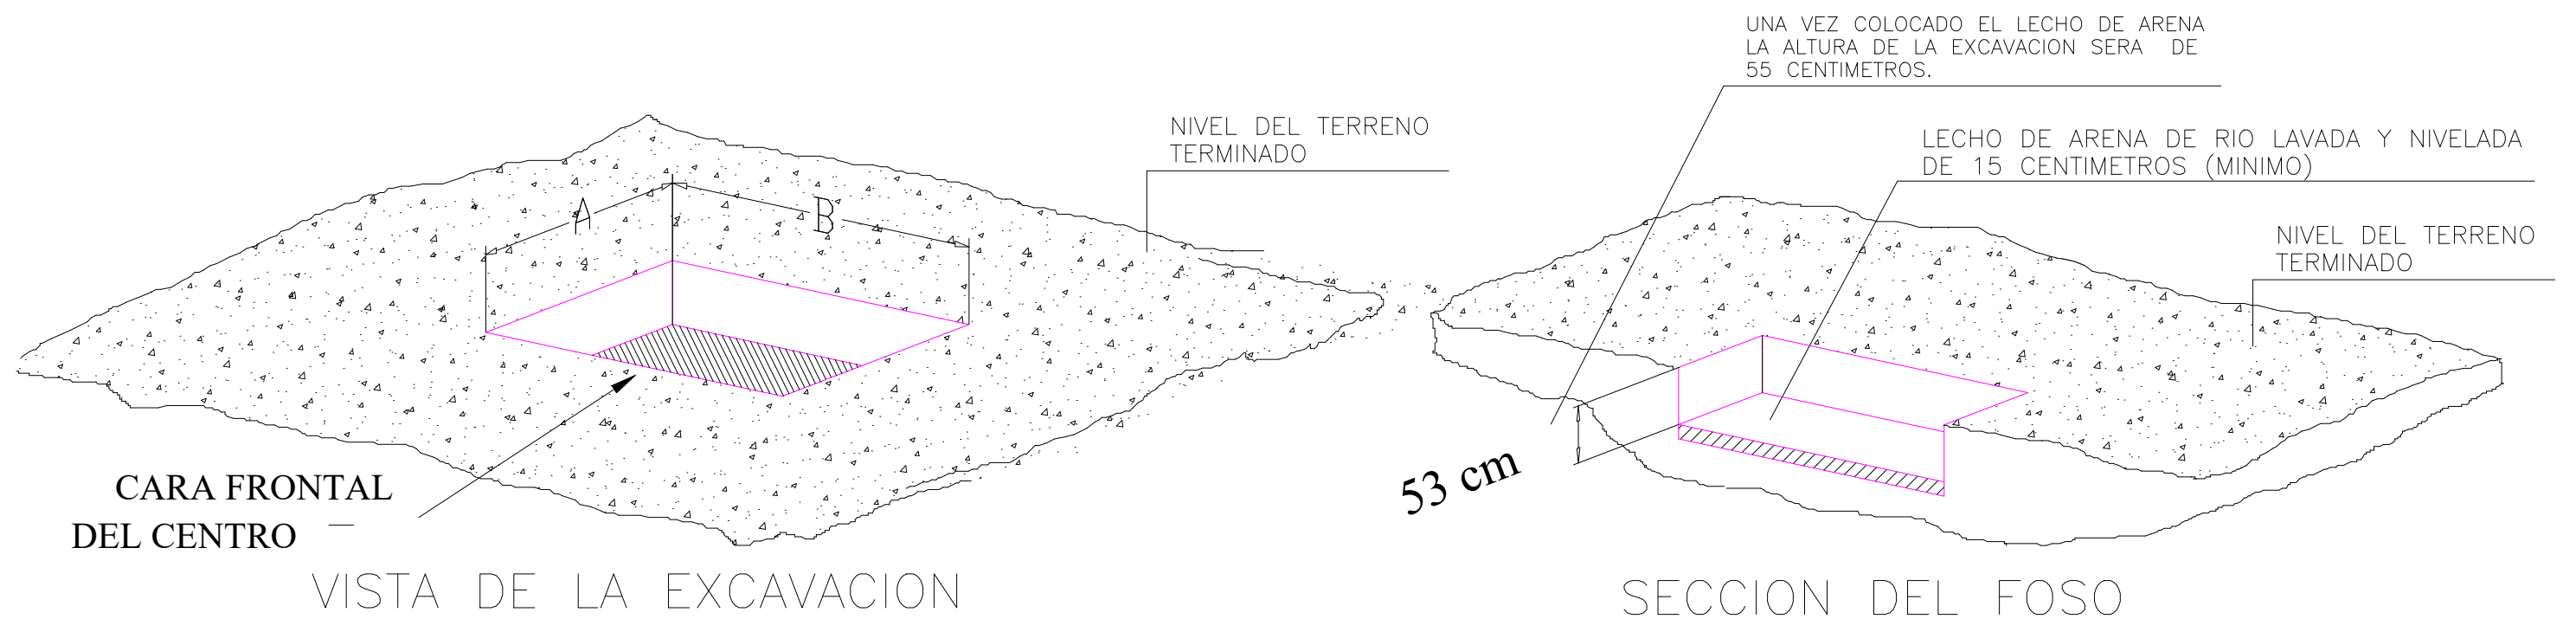 UNA VEZ COLOCADO EL LECHO DE ARENA
LA ALTURA DE LA EXCAVACION SERA DE
55 CENTIMETROS.
NIVEL DEL TERRENO
TERMINADO
LECHO DE ARENA DE RIO LAVADA Y NIVELADA
DE 15 CENTIMETROS (MINIMO)
NIVEL DEL TERRENO
TERMINADO
A
B
CARA FRONTAL
DEL CENTRO
53 cm
VISTA DE LA EXCAVACION
SECCION DEL FOSO